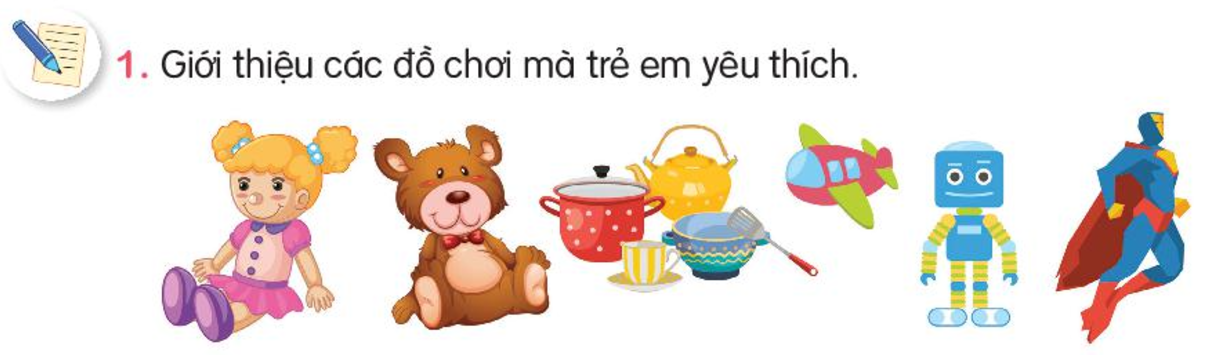 1. Giới thiệu các đồ chơi mà trẻ em yêu thích.